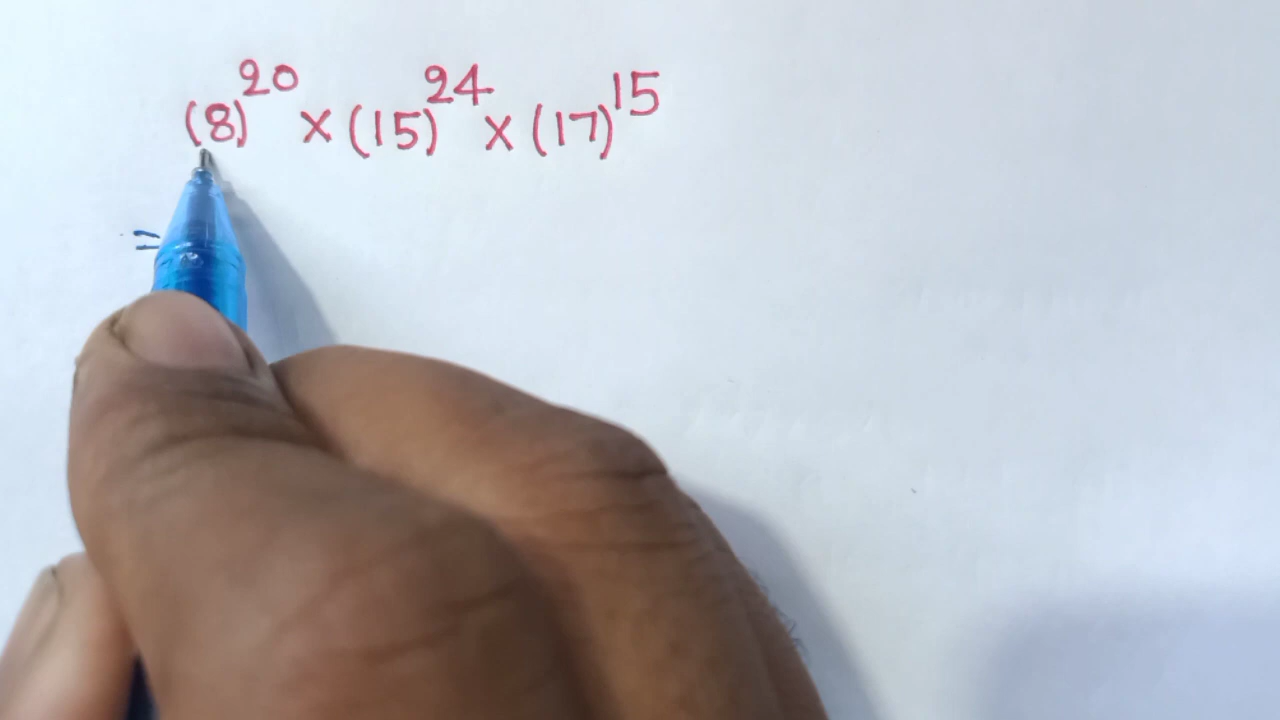 (8)²⁰ × (15)²⁴ × (17)¹⁵
=